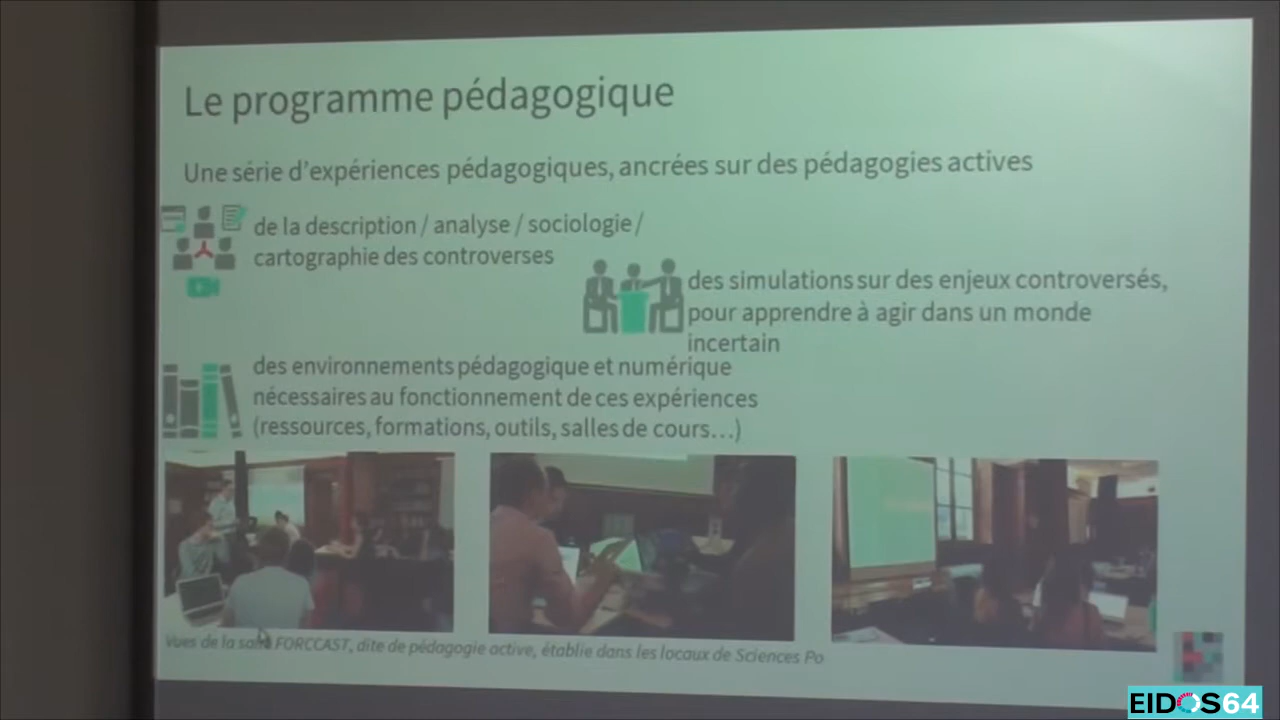 Le programme pédagogique
Une série d'expériences pédagogiques, ancrées sur des pédagogies actives
de la description / analyse / sociologie /
cartographie des controverses
des simulations sur des enjeux controversés,
pour apprendre à agir dans un monde
incertain
des environnements pédagogique et numérique
nécessaires au fonctionnement de ces expériences
(ressources, formations, outils, salles de cours…)
Vues de la salle FORCCAST, dite de pédagogie active, établie dans les locaux de Sciences Po
EIDOS64